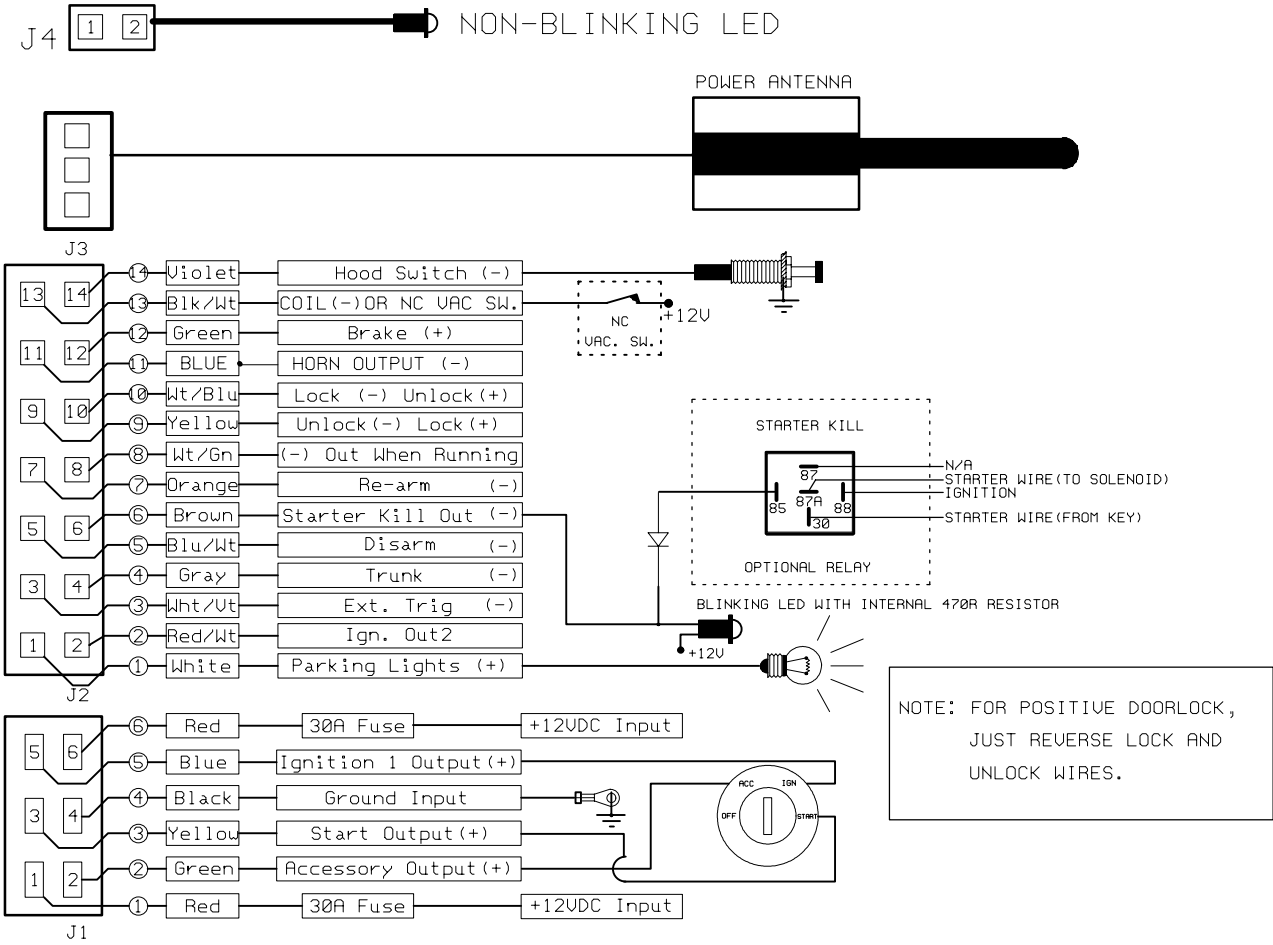 J4
1 2
NON-BLINKING LED
POWER ANTENNA
J3
13 14
11 12
9 10
7 8
5 6
3 4
1 2
J2
14 Violet Hood Switch (-)
13 Blk/Wt COIL(-)OR NC VAC SW.
12 Green Brake (+)
11 BLUE HORN OUTPUT (-)
10 Wt/Blu Lock (-) Unlock(+)
9 Yellow Unlock(-) Lock(+)
8 Wt/Gn (-) Out When Running
7 Orange Re-arm (-)
6 Brown Starter Kill Out (-)
5 Blu/Wt Disarm (-)
4 Gray Trunk (-)
3 Wht/Vt Ext. Trig (-)
2 Red/Wt Ign. Out2
1 White Parking Lights (+)
NC
VAC. SW.
+12V
STARTER KILL
87
87A
85
88
30
N/A
STARTER WIRE(TO SOLENOID)
IGNITION
STARTER WIRE(FROM KEY)
OPTIONAL RELAY
BLINKING LED WITH INTERNAL 470R RESISTOR
+12V
NOTE: FOR POSITIVE DOORLOCK,
JUST REVERSE LOCK AND
UNLOCK WIRES.
5 6
3 4
1 2
J1
6 Red 30A Fuse +12VDC Input
5 Blue Ignition 1 Output(+)
4 Black Ground Input
3 Yellow Start Output(+)
2 Green Accessory Output(+)
1 Red 30A Fuse +12VDC Input
ACC IGN
OFF START